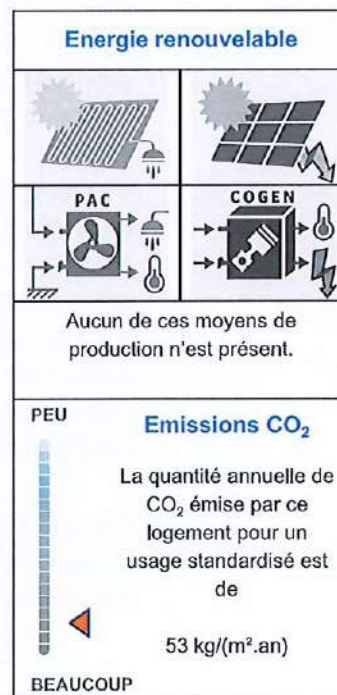 Energie renouvelable
PAC
COGEN
Aucun de ces moyens de
production n'est présent.
PEU
Emissions CO₂
La quantité annuelle de
CO₂ émise par ce
logement pour un
usage standardisé est
de
53 kg/(m².an)
BEAUCOUP